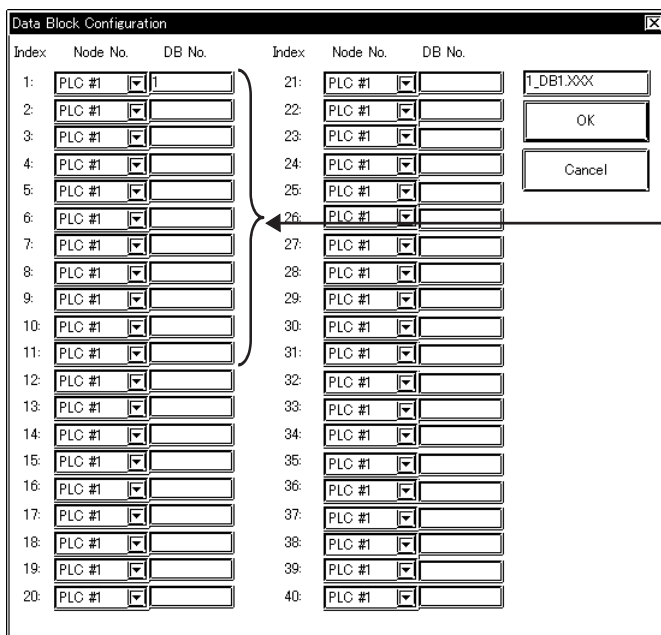 Data Block Configuration
Index Node No. DB No. Index Node No. DB No.
1: PLC #1 1 21: PLC #1 1_DB1.XXX
2: PLC #1 22: PLC #1 OK
3: PLC #1 23: PLC #1
4: PLC #1 24: PLC #1 Cancel
5: PLC #1 25: PLC #1
6: PLC #1 26: PLC #1
7: PLC #1 27: PLC #1
8: PLC #1 28: PLC #1
9: PLC #1 29: PLC #1
10: PLC #1 30: PLC #1
11: PLC #1 31: PLC #1
12: PLC #1 32: PLC #1
13: PLC #1 33: PLC #1
14: PLC #1 34: PLC #1
15: PLC #1 35: PLC #1
16: PLC #1 36: PLC #1
17: PLC #1 37: PLC #1
18: PLC #1 38: PLC #1
19: PLC #1 39: PLC #1
20: PLC #1 40: PLC #1